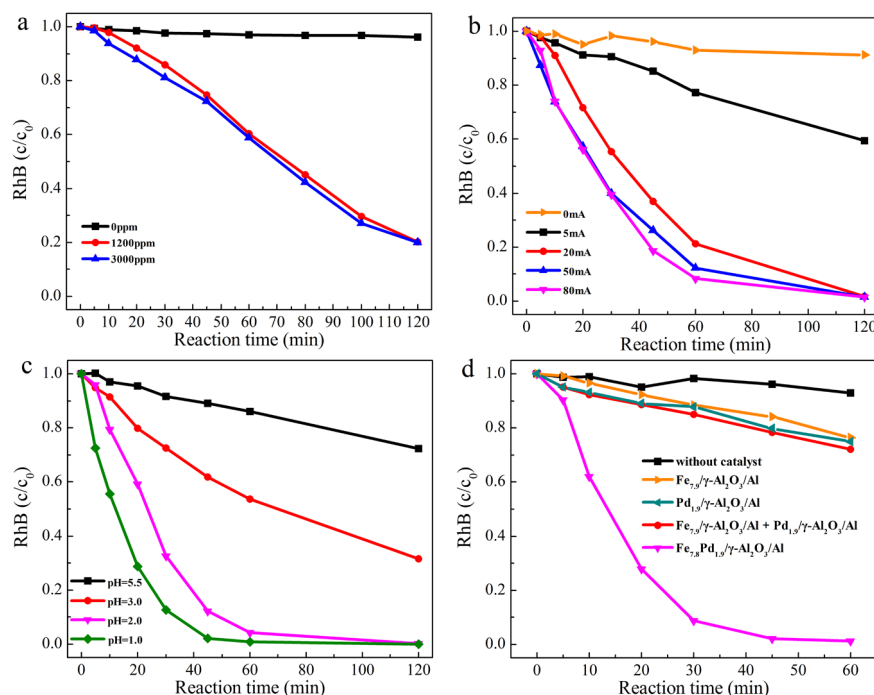 a
RhB (c/c0)
1.0
0.8
0.6
0.4
0.2
0.0
0ppm
1200ppm
3000ppm
0 10 20 30 40 50 60 70 80 90 100 110 120
Reaction time (min)
b
RhB (c/c0)
1.0
0.8
0.6
0.4
0.2
0.0
0mA
5mA
20mA
50mA
80mA
0 20 40 60 80 100 120
Reaction time (min)
c
RhB (c/c0)
1.0
0.8
0.6
0.4
0.2
0.0
pH=5.5
pH=3.0
pH=2.0
pH=1.0
0 20 40 60 80 100 120
Reaction time (min)
d
RhB (c/c0)
1.0
0.8
0.6
0.4
0.2
0.0
without catalyst
Fe7.9/γ-Al2O3/Al
Pd1.9/γ-Al2O3/Al
Fe7.9/γ-Al2O3/Al + Pd1.9/γ-Al2O3/Al
Fe7.8Pd1.9/γ-Al2O3/Al
0 10 20 30 40 50 60
Reaction time (min)